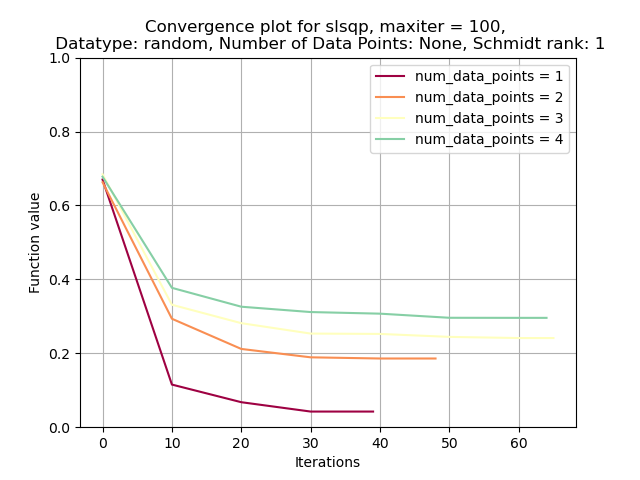 Convergence plot for slsqp, maxiter = 100,
Datatype: random, Number of Data Points: None, Schmidt rank: 1
1.0
0.8
0.6
0.4
0.2
0.0
Function value
num_data_points = 1
num_data_points = 2
num_data_points = 3
num_data_points = 4
0 10 20 30 40 50 60
Iterations